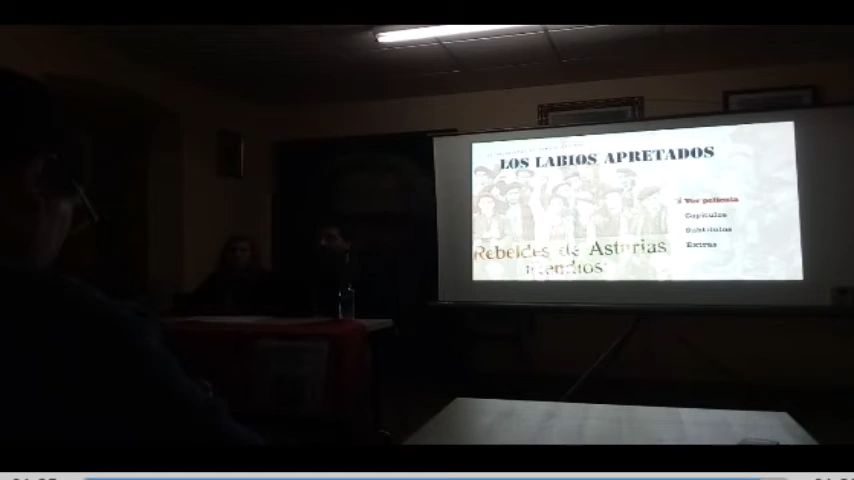 LOS LABIOS APRETADOS
Ver película
Capítulos
Subtítulos
Extras
Rebeldes de Asturias